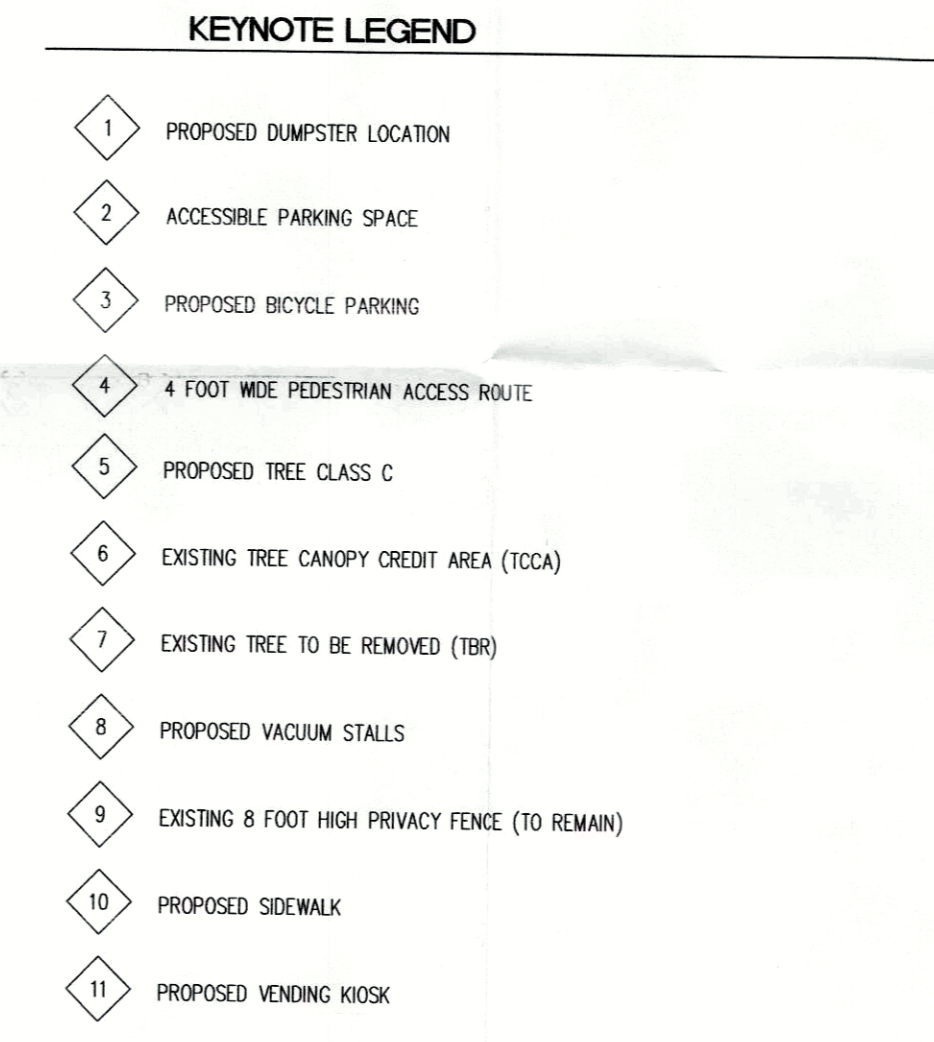 KEYNOTE LEGEND
1 PROPOSED DUMPSTER LOCATION
2 ACCESSIBLE PARKING SPACE
3 PROPOSED BICYCLE PARKING
4 4 FOOT WIDE PEDESTRIAN ACCESS ROUTE
5 PROPOSED TREE CLASS C
6 EXISTING TREE CANOPY CREDIT AREA (TCCA)
7 EXISTING TREE TO BE REMOVED (TBR)
8 PROPOSED VACUUM STALLS
9 EXISTING 8 FOOT HIGH PRIVACY FENCE (TO REMAIN)
10 PROPOSED SIDEWALK
11 PROPOSED VENDING KIOSK